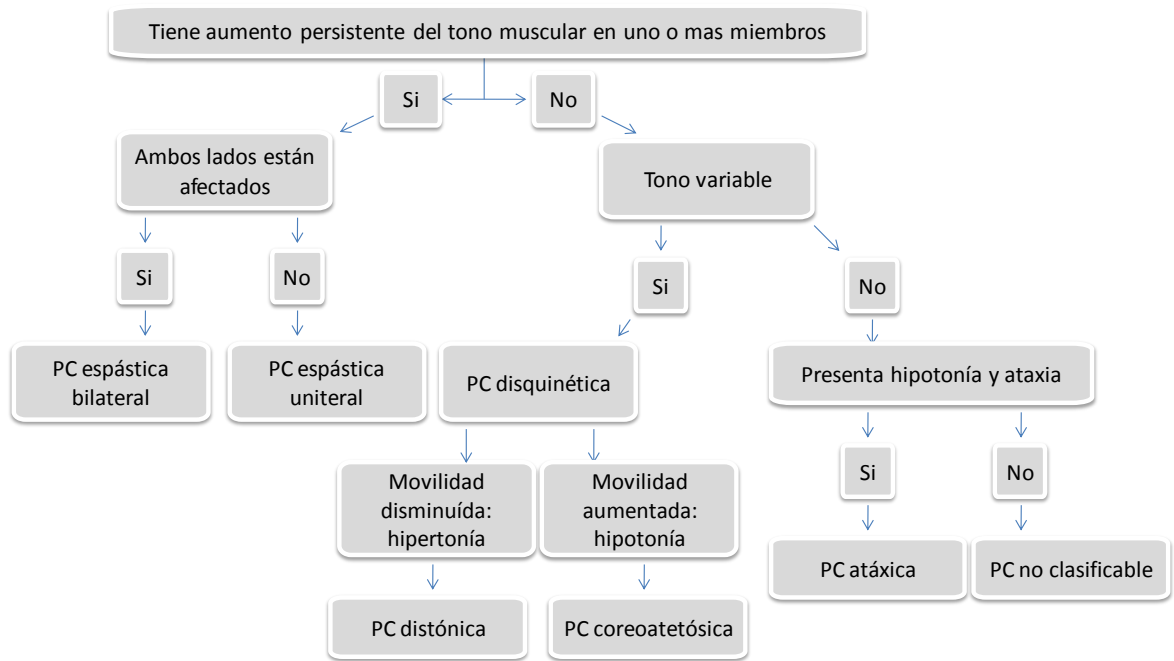 Tiene aumento persistente del tono muscular en uno o mas miembros
Si
No
Ambos lados están
afectados
Tono variable
Si
No
Si
No
PC espástica
bilateral
PC espástica
uniteral
PC disquinética
Presenta hipotonía y ataxia
Movilidad
disminuída:
hipertonía
Movilidad
aumentada:
hipotonía
Si
No
PC distónica
PC coreoatetósica
PC atáxica
PC no clasificable